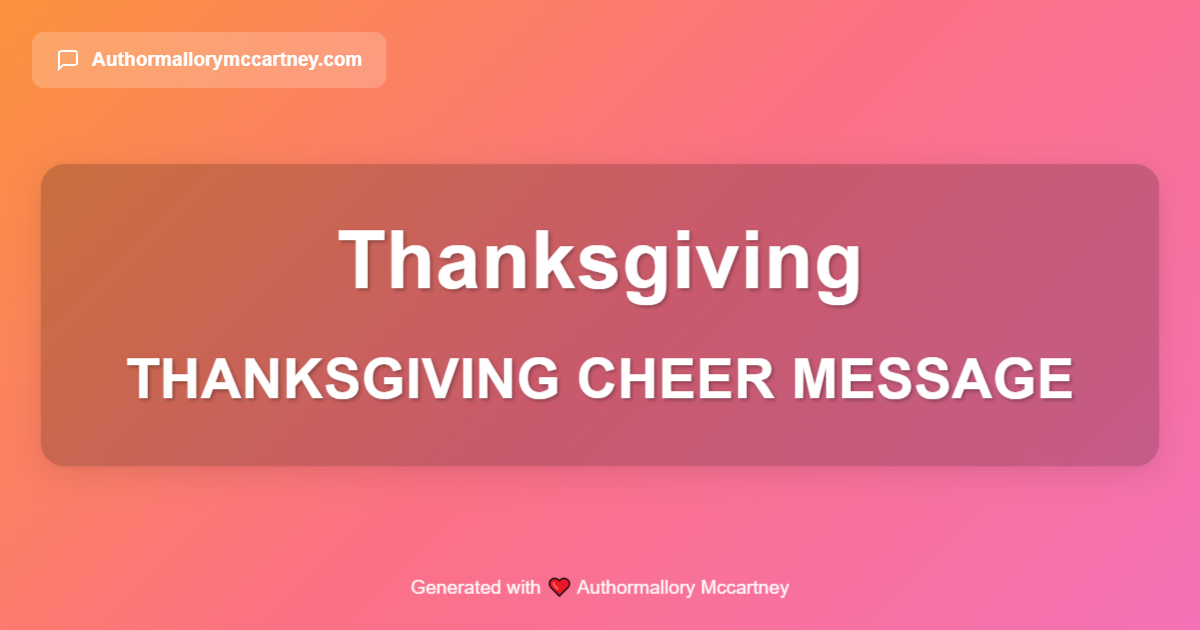 Authormallorymccartney.com
Thanksgiving
THANKSGIVING CHEER MESSAGE
Generated with ❤️ Authormallory Mccartney